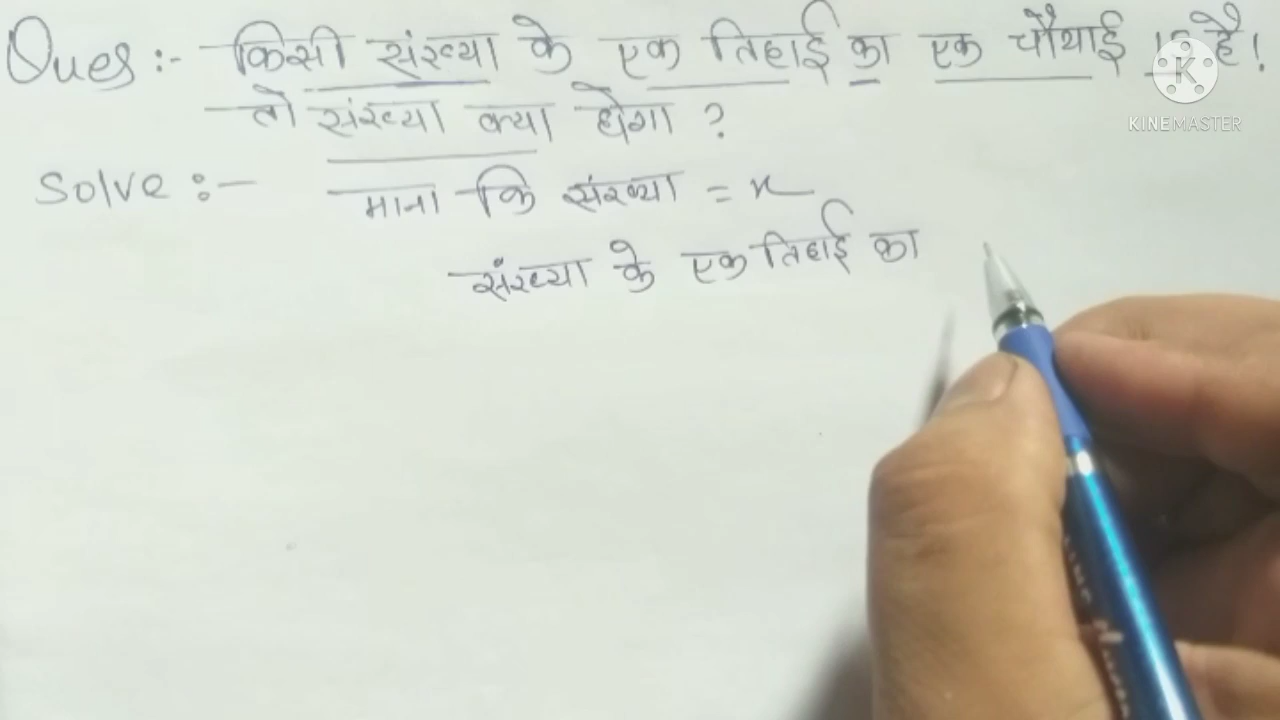 Ques :- किसी संख्या के एक तिहाई का एक चौथाई है।
तो संख्या क्या होगा ?
Solve :- माना कि संख्या = x
संख्या के एक तिहाई का
K
KINEMASTER